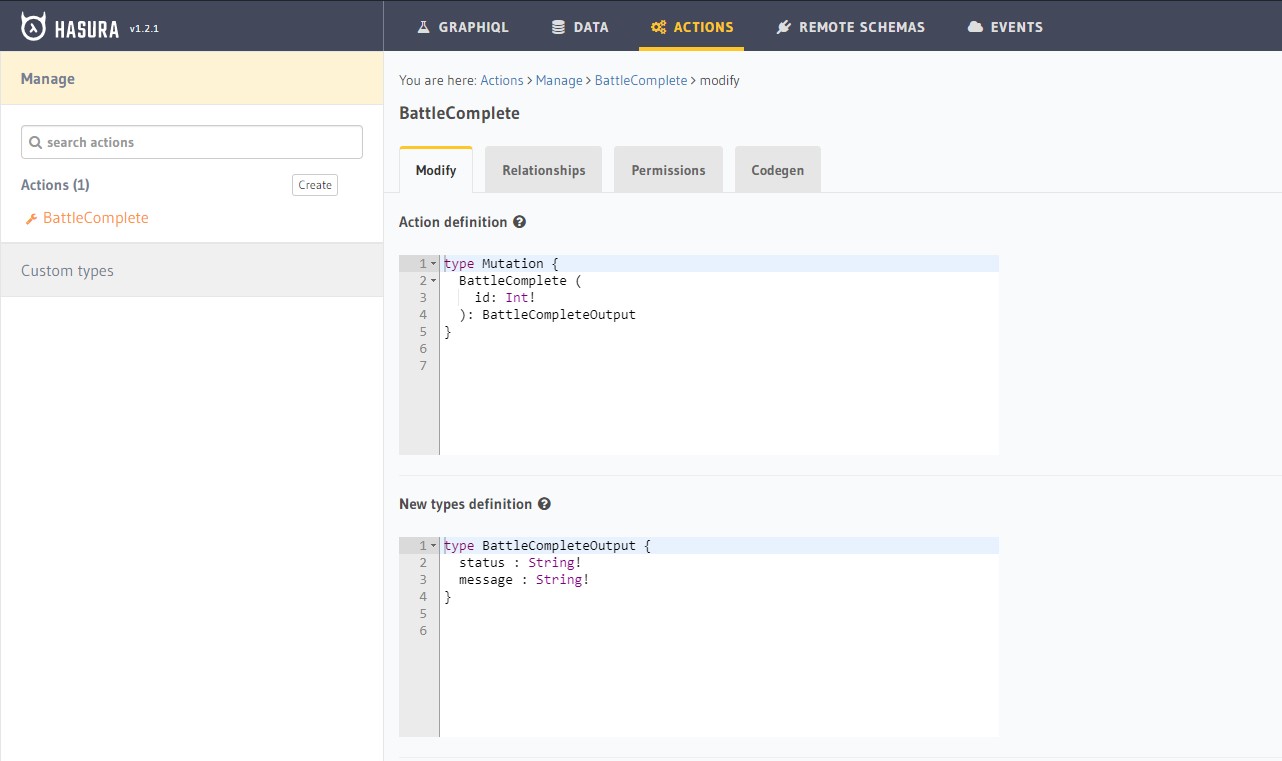 HASURA v1.2.1
GRAPHIQL DATA ACTIONS REMOTE SCHEMAS EVENTS
Manage
search actions
Actions (1) Create
BattleComplete
Custom types
You are here: Actions > Manage > BattleComplete > modify
BattleComplete
Modify Relationships Permissions Codegen
Action definition ?
1 type Mutation {
2 BattleComplete (
3 id: Int!
4 ): BattleCompleteOutput
5 }
6
7
New types definition ?
1 type BattleCompleteOutput {
2 status : String!
3 message : String!
4 }
5
6